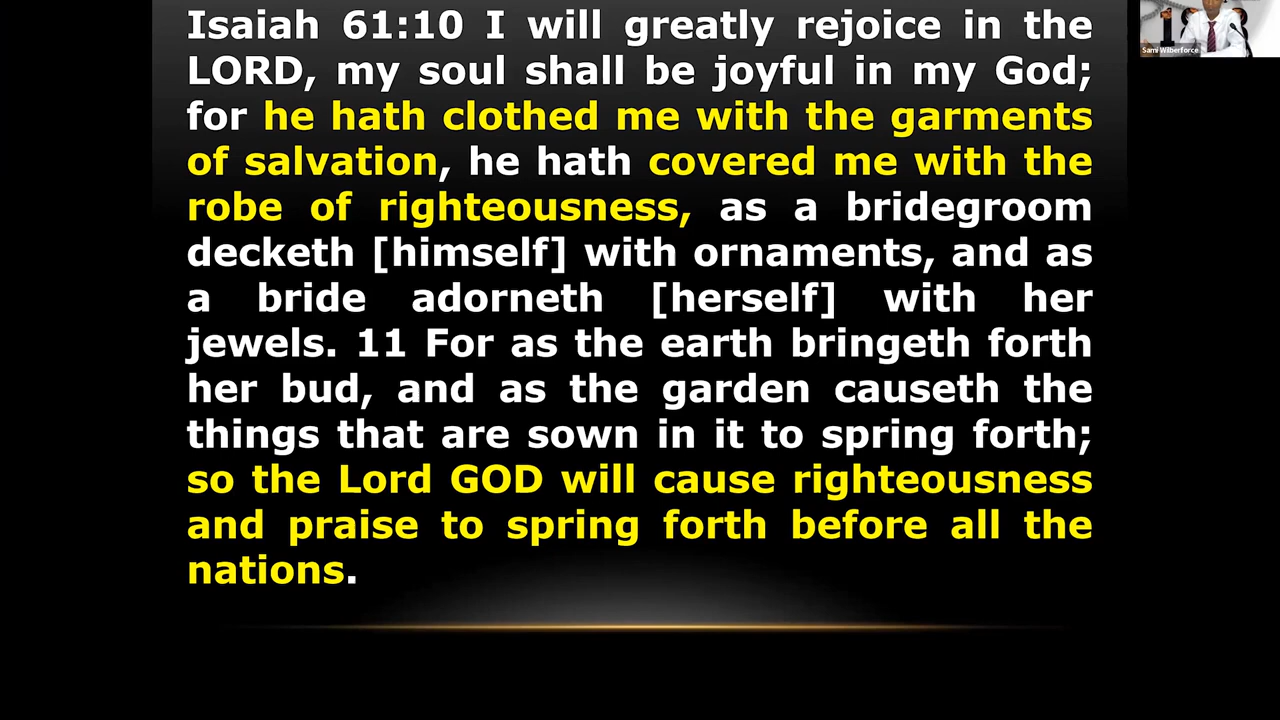 Isaiah 61:10 I will greatly rejoice in the
LORD, my soul shall be joyful in my God;
for he hath clothed me with the garments
of salvation, he hath covered me with the
robe of righteousness, as a bridegroom
decketh [himself] with ornaments, and as
a bride adorneth [herself] with her
jewels. 11 For as the earth bringeth forth
her bud, and as the garden causeth the
things that are sown in it to spring forth;
so the Lord GOD will cause righteousness
and praise to spring forth before all the
nations.
Sami Wilberforce